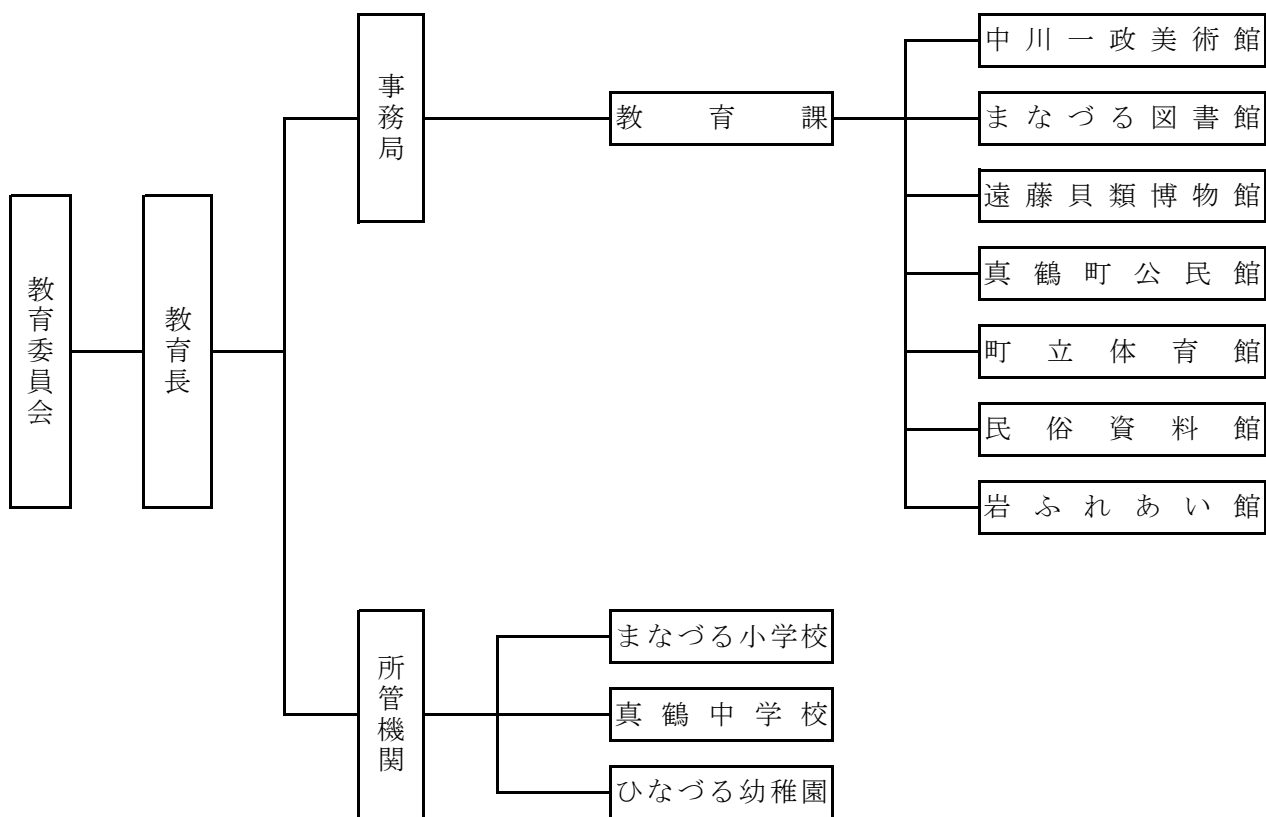 教育委員会
教育長
事務局
教育課
中川一政美術館
まなづる図書館
遠藤貝類博物館
真鶴町公民館
町立体育館
民俗資料館
岩ふれあい館
所管機関
まなづる小学校
真鶴中学校
ひなづる幼稚園